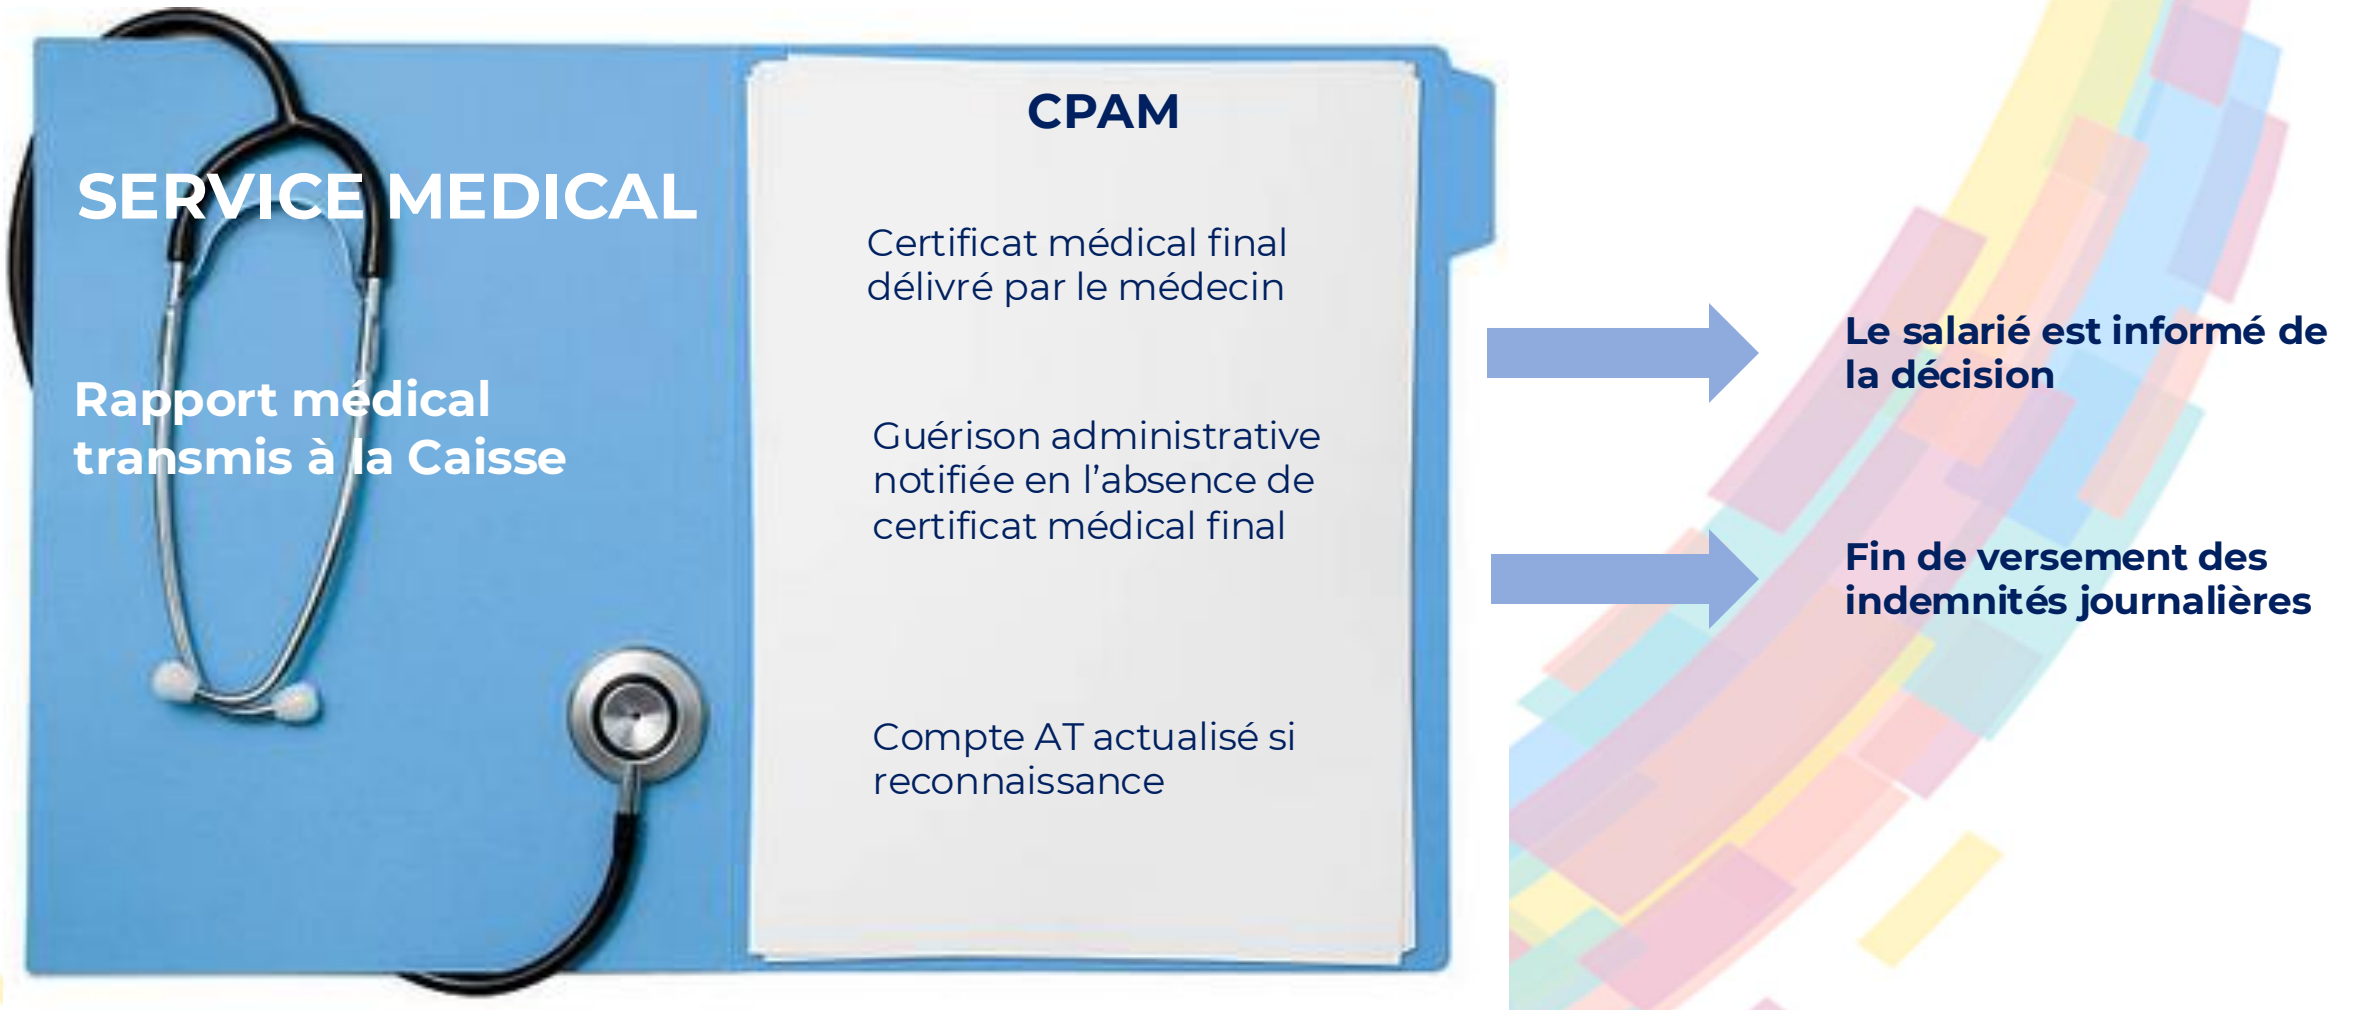 SERVICE MEDICAL
Rapport médical
transmis à la Caisse
CPAM
Certificat médical final
délivré par le médecin
Guérison administrative
notifiée en l’absence de
certificat médical final
Compte AT actualisé si
reconnaissance
Le salarié est informé de
la décision
Fin de versement des
indemnités journalières